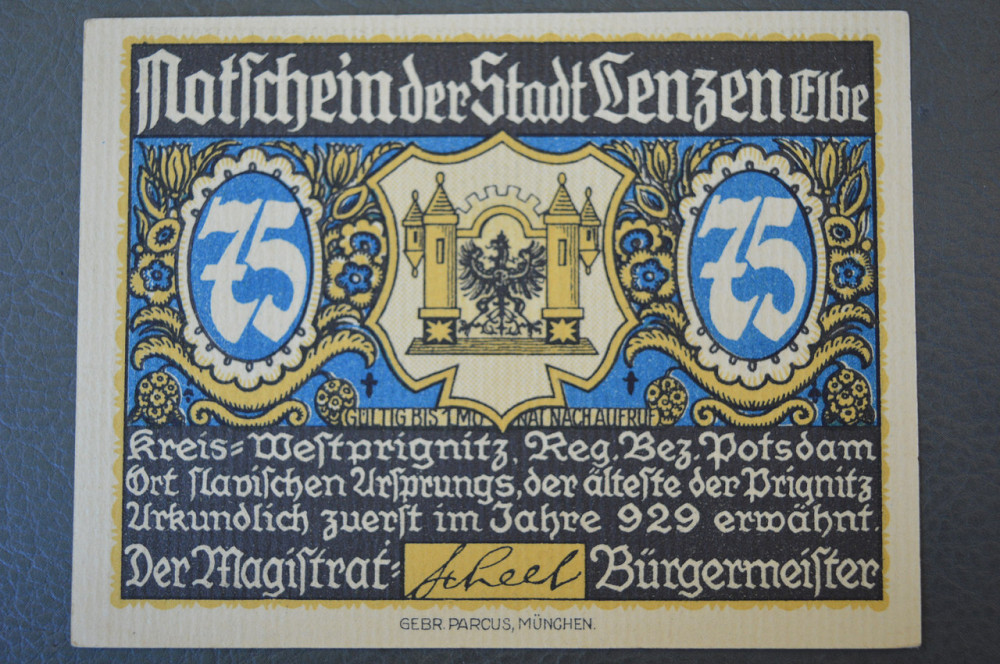 Notſchein der Stadt Lenzen Elbe
75 75
GÜLTIG BIS 1 MONAT NACH AUFRUF
Kreis=Weſtprignitz, Reg. Bez. Potsdam
Ort ſlaviſchen Urſprungs, der älteſte der Prignitz
Urkundlich zuerſt im Jahre 929 erwähnt.
Der Magiſtrat: Scheel Bürgermeiſter
GEBR. PARCUS, MÜNCHEN.